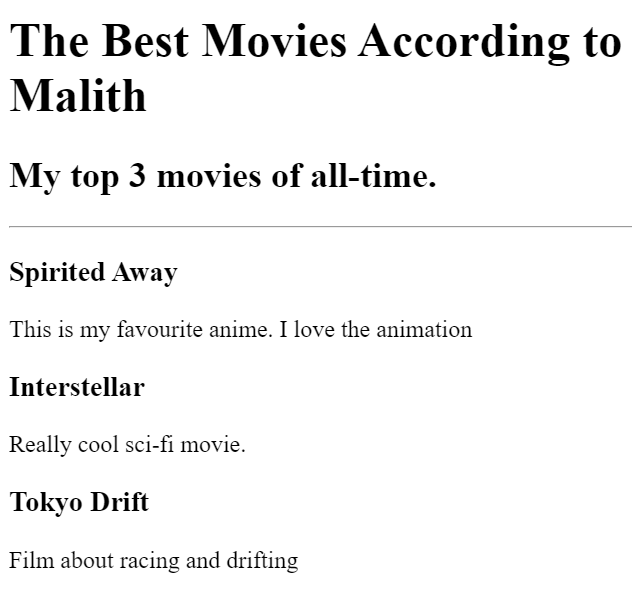 The Best Movies According to
Malith
My top 3 movies of all-time.
Spirited Away
This is my favourite anime. I love the animation
Interstellar
Really cool sci-fi movie.
Tokyo Drift
Film about racing and drifting